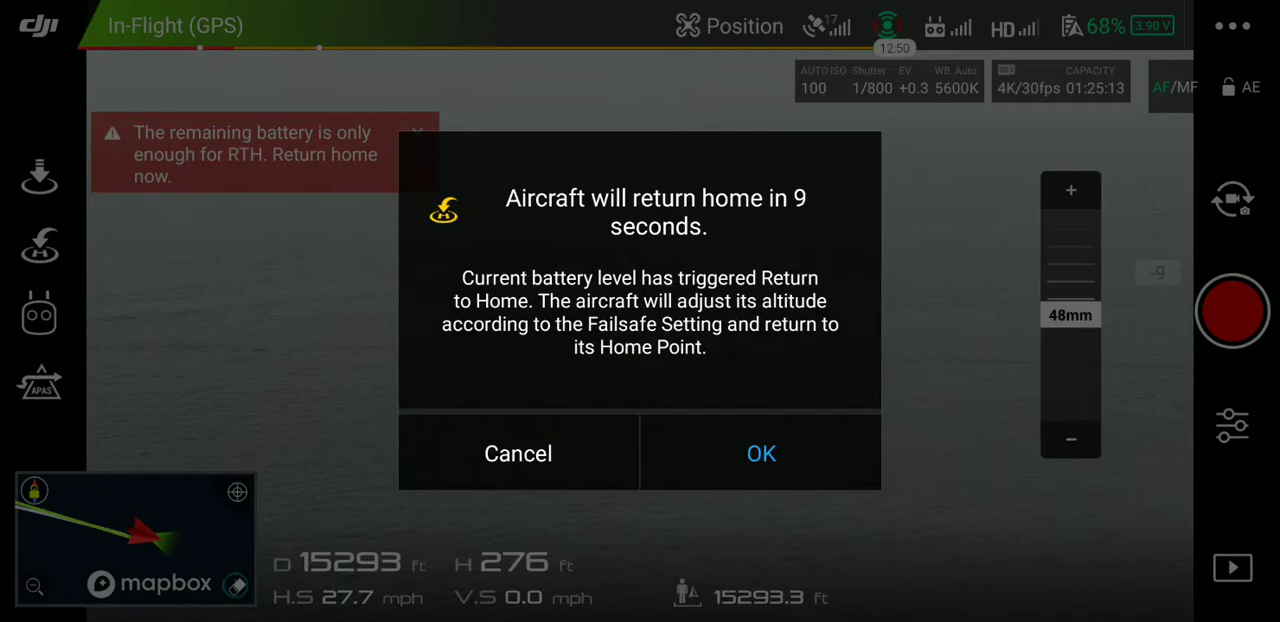 dji
In-Flight (GPS)
Position
17
HD
68%
3.90 V
12:50
AUTO ISO Shutter EV WB Auto
100 1/800 +0.3 5600K
CAPACITY
4K/30fps 01:25:13
AF/MF
AE
The remaining battery is only
enough for RTH. Return home
now.
Aircraft will return home in 9
seconds.
Current battery level has triggered Return
to Home. The aircraft will adjust its altitude
according to the Failsafe Setting and return to
its Home Point.
Cancel
OK
+
48mm
−
-9
APAS
mapbox
D 15293 ft H 276 ft
H.S 27.7 mph V.S 0.0 mph
15293.3 ft